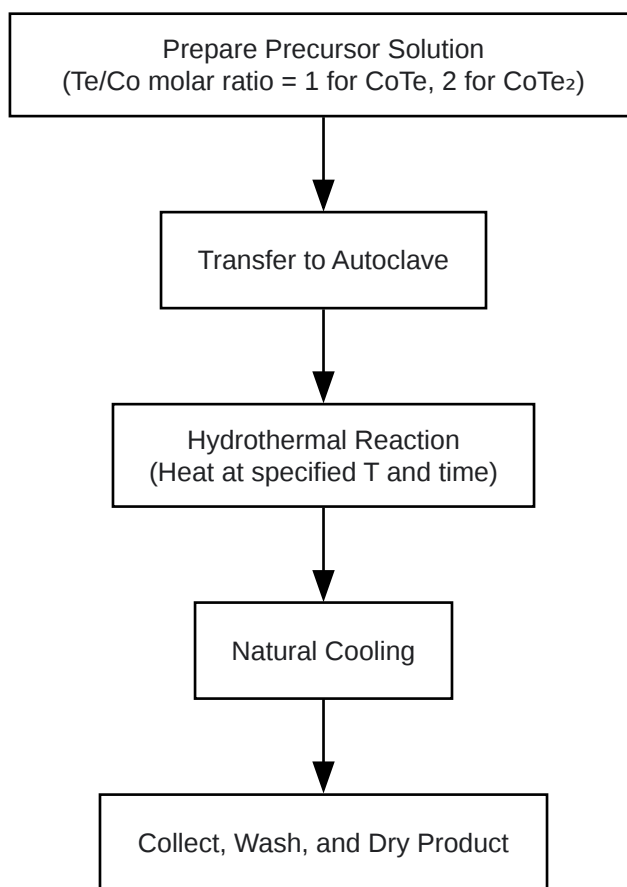 Prepare Precursor Solution
(Te/Co molar ratio = 1 for CoTe, 2 for CoTe₂)
Transfer to Autoclave
Hydrothermal Reaction
(Heat at specified T and time)
Natural Cooling
Collect, Wash, and Dry Product